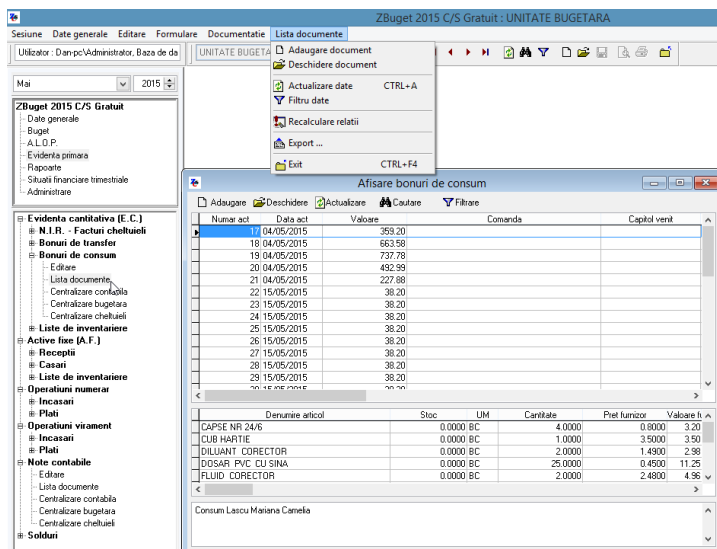 ZBuget 2015 C/S Gratuit : UNITATE BUGETARA
Sesiune Date generale Editare Formulare Documentatie Lista documente
Utilizator : Dan-pc\Administrator, Baza de da
UNITATE BUGETA
Adaugare document
Deschidere document
Actualizare date CTRL+A
Filtru date
Recalculare relatii
Export ...
Exit CTRL+F4
Mai 2015
ZBuget 2015 C/S Gratuit
Date generale
Buget
A.L.O.P.
Evidenta primara
Rapoarte
Situatii financiare trimestriale
Administrare
Evidenta cantitativa (E.C.)
N.I.R. - Facturi cheltuieli
Bonuri de transfer
Bonuri de consum
Editare
Lista documente
Centralizare contabila
Centralizare bugetara
Centralizare cheltuieli
Liste de inventariere
Active fixe (A.F.)
Receptii
Casari
Liste de inventariere
Operatiuni numerar
Incasari
Plati
Operatiuni virament
Incasari
Plati
Note contabile
Editare
Lista documente
Centralizare contabila
Centralizare bugetara
Centralizare cheltuieli
Solduri
Afisare bonuri de consum
Adaugare Deschidere Actualizare Cautare Filtrare
Numar act Data act Valoare Comanda Capitol venit
17 04/05/2015 359.20
18 04/05/2015 663.58
19 04/05/2015 737.78
20 04/05/2015 492.99
21 04/05/2015 227.88
22 15/05/2015 38.20
23 15/05/2015 38.20
24 15/05/2015 38.20
25 15/05/2015 38.20
26 15/05/2015 38.20
27 15/05/2015 38.20
28 15/05/2015 38.20
29 15/05/2015 38.20
Denumire articol Stoc UM Cantitate Pret furnizor Valoare fu
CAPSE NR 24/6 0.0000 BC 4.0000 0.8000 3.20
CUB HARTIE 0.0000 BC 1.0000 3.5000 3.50
DILUANT CORECTOR 0.0000 BC 2.0000 1.4900 2.98
DOSAR PVC CU SINA 0.0000 BC 25.0000 0.4500 11.25
FLUID CORECTOR 0.0000 BC 2.0000 2.4800 4.96
Consum Lascu Mariana Camelia